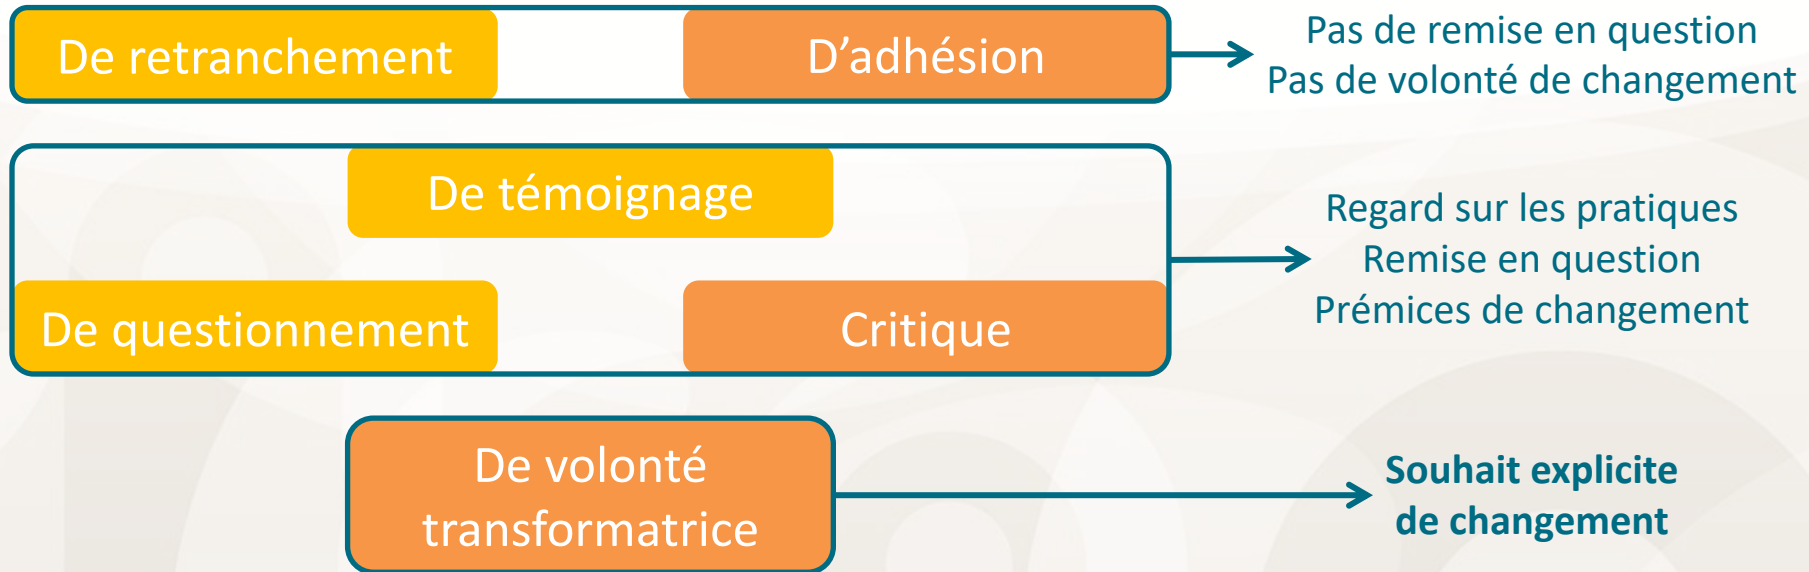 De retranchement
D’adhésion
Pas de remise en question
Pas de volonté de changement
De témoignage
De questionnement
Critique
Regard sur les pratiques
Remise en question
Prémices de changement
De volonté
transformatrice
Souhait explicite
de changement